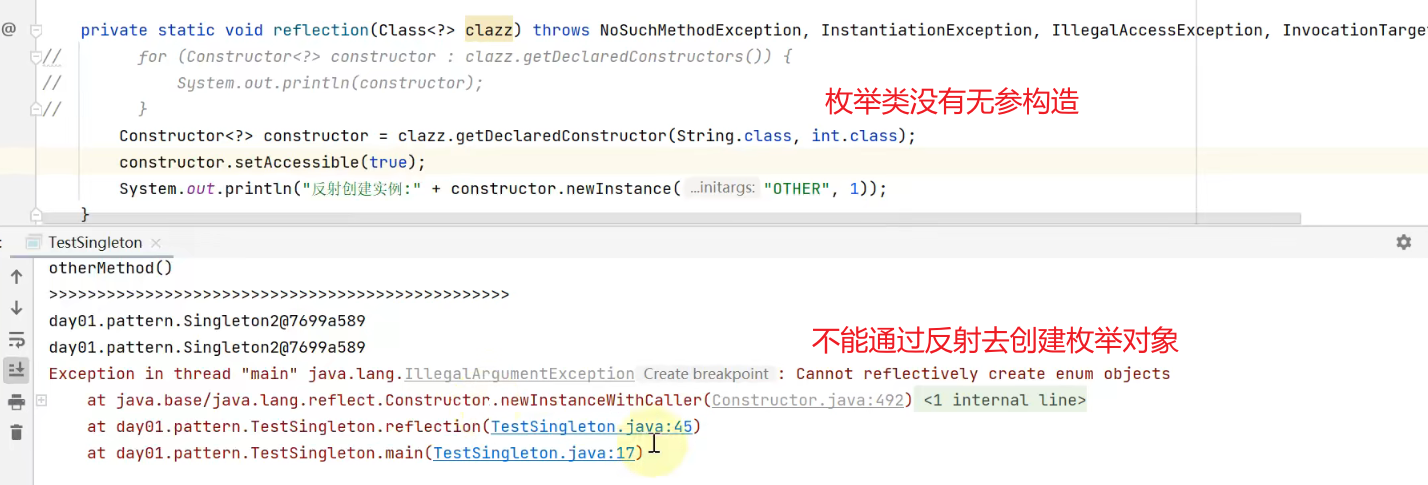 @ private static void reflection(Class<?> clazz) throws NoSuchMethodException, InstantiationException, IllegalAccessException, InvocationTarge
// for (Constructor<?> constructor : clazz.getDeclaredConstructors()) {
// System.out.println(constructor);
// }
枚举类没有无参构造
Constructor<?> constructor = clazz.getDeclaredConstructor(String.class, int.class);
constructor.setAccessible(true);
System.out.println("反射创建实例:" + constructor.newInstance( ...initargs: "OTHER", 1));
}
: TestSingleton ×
otherMethod()
>>>>>>>>>>>>>>>>>>>>>>>>>>>>>>>>>>>>>>>>>>>>>>>>
day01.pattern.Singleton2@7699a589
day01.pattern.Singleton2@7699a589
不能通过反射去创建枚举对象
Exception in thread "main" java.lang.IllegalArgumentException Create breakpoint : Cannot reflectively create enum objects
at java.base/java.lang.reflect.Constructor.newInstanceWithCaller(Constructor.java:492) <1 internal line>
at day01.pattern.TestSingleton.reflection(TestSingleton.java:45)
at day01.pattern.TestSingleton.main(TestSingleton.java:17)